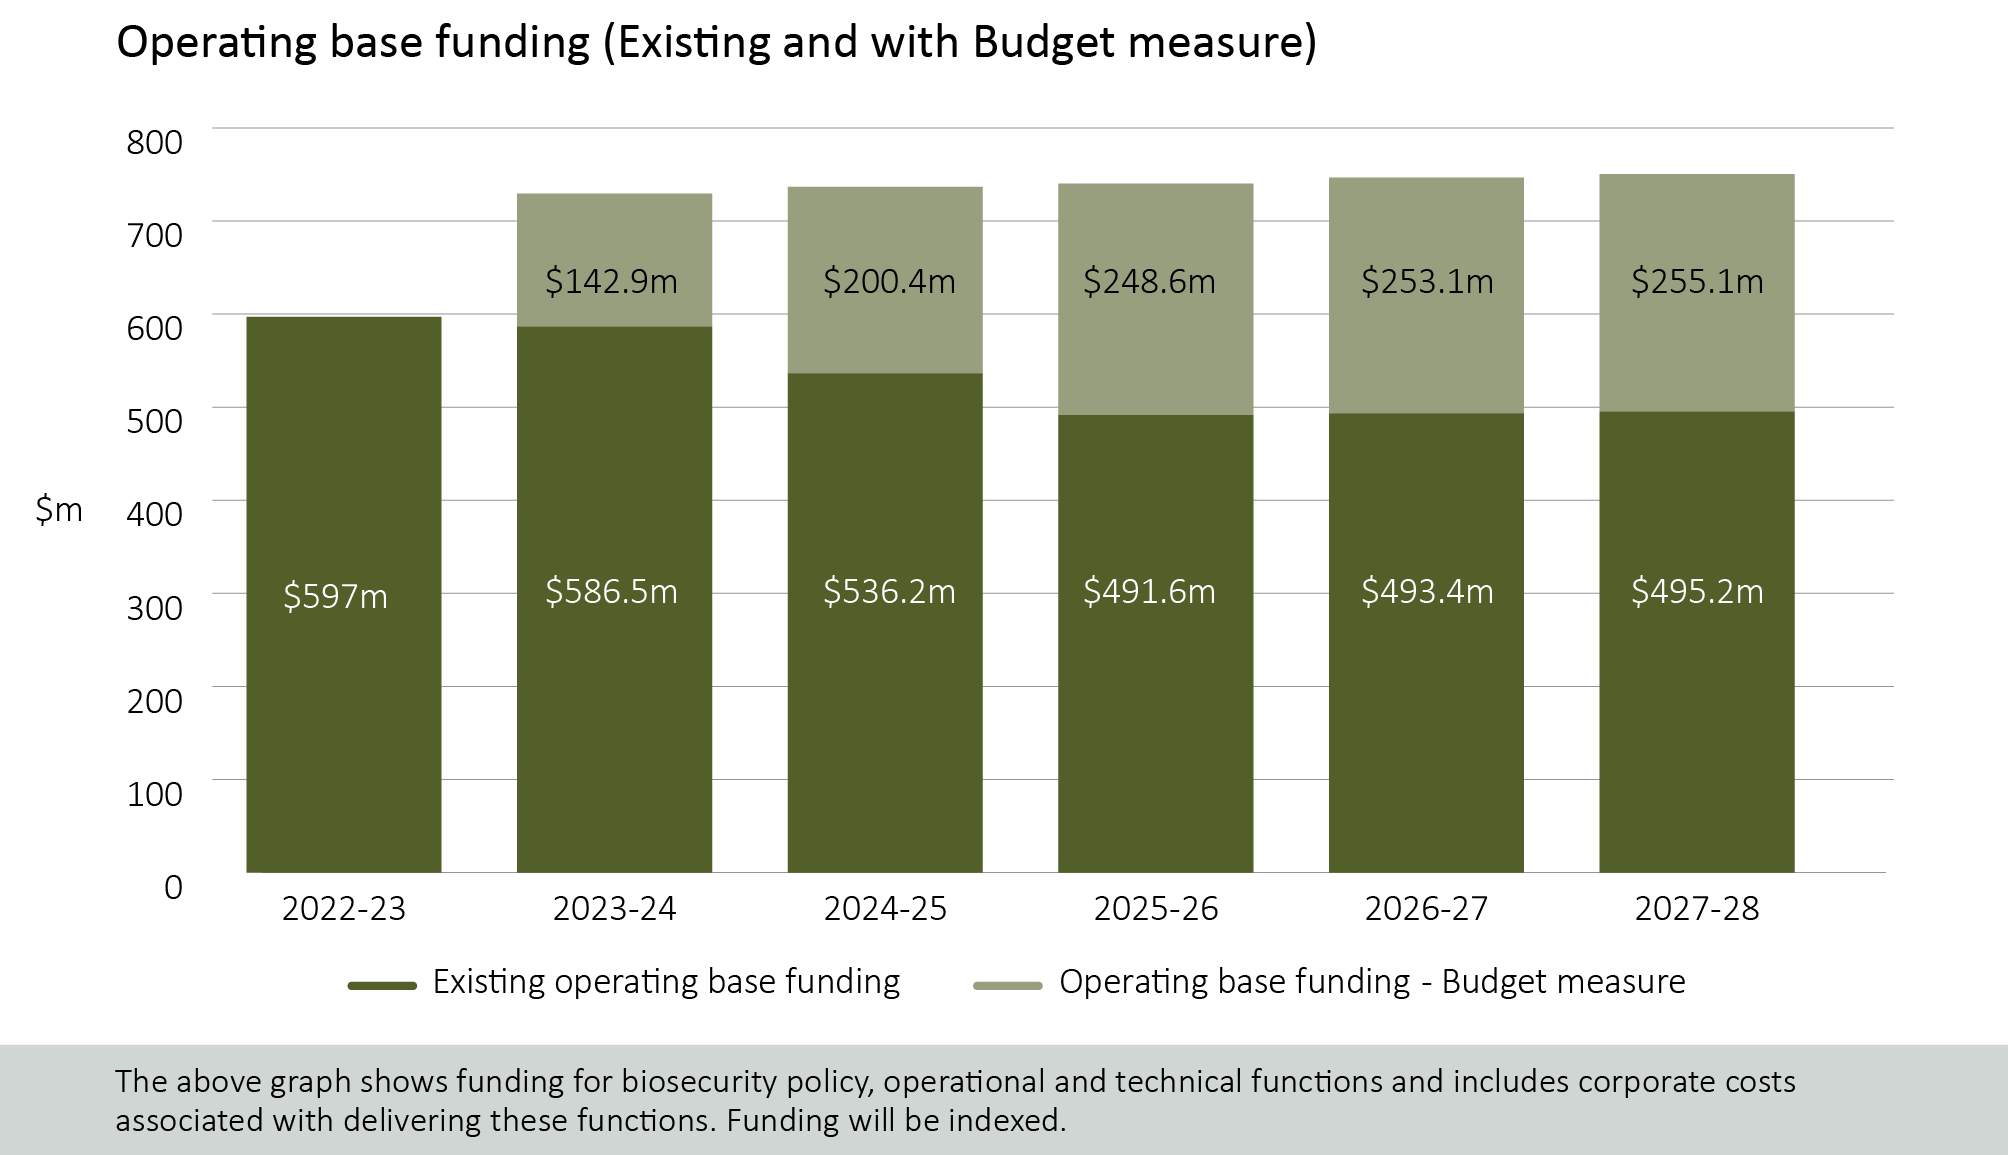 Operating base funding (Existing and with Budget measure)
800
700
600
500
400
300
200
100
0
$m
$142.9m
$200.4m
$248.6m
$253.1m
$255.1m
$597m
$586.5m
$536.2m
$491.6m
$493.4m
$495.2m
2022-23
2023-24
2024-25
2025-26
2026-27
2027-28
Existing operating base funding
Operating base funding - Budget measure
The above graph shows funding for biosecurity policy, operational and technical functions and includes corporate costs
associated with delivering these functions. Funding will be indexed.